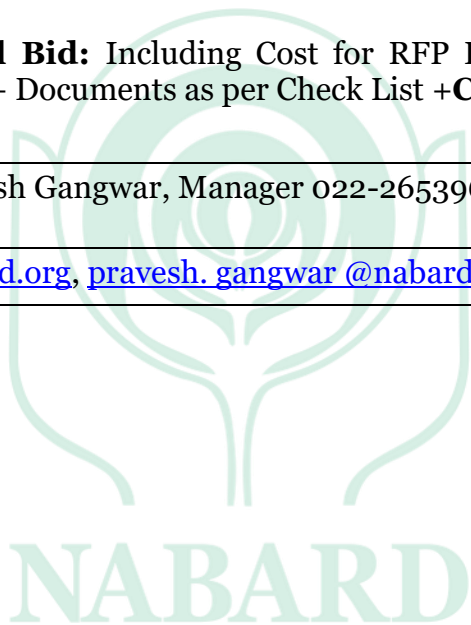 l Bid: Including Cost for RFP
- Documents as per Check List +C
sh Gangwar, Manager 022-26539
d.org, pravesh. gangwar @nabard
NABARD